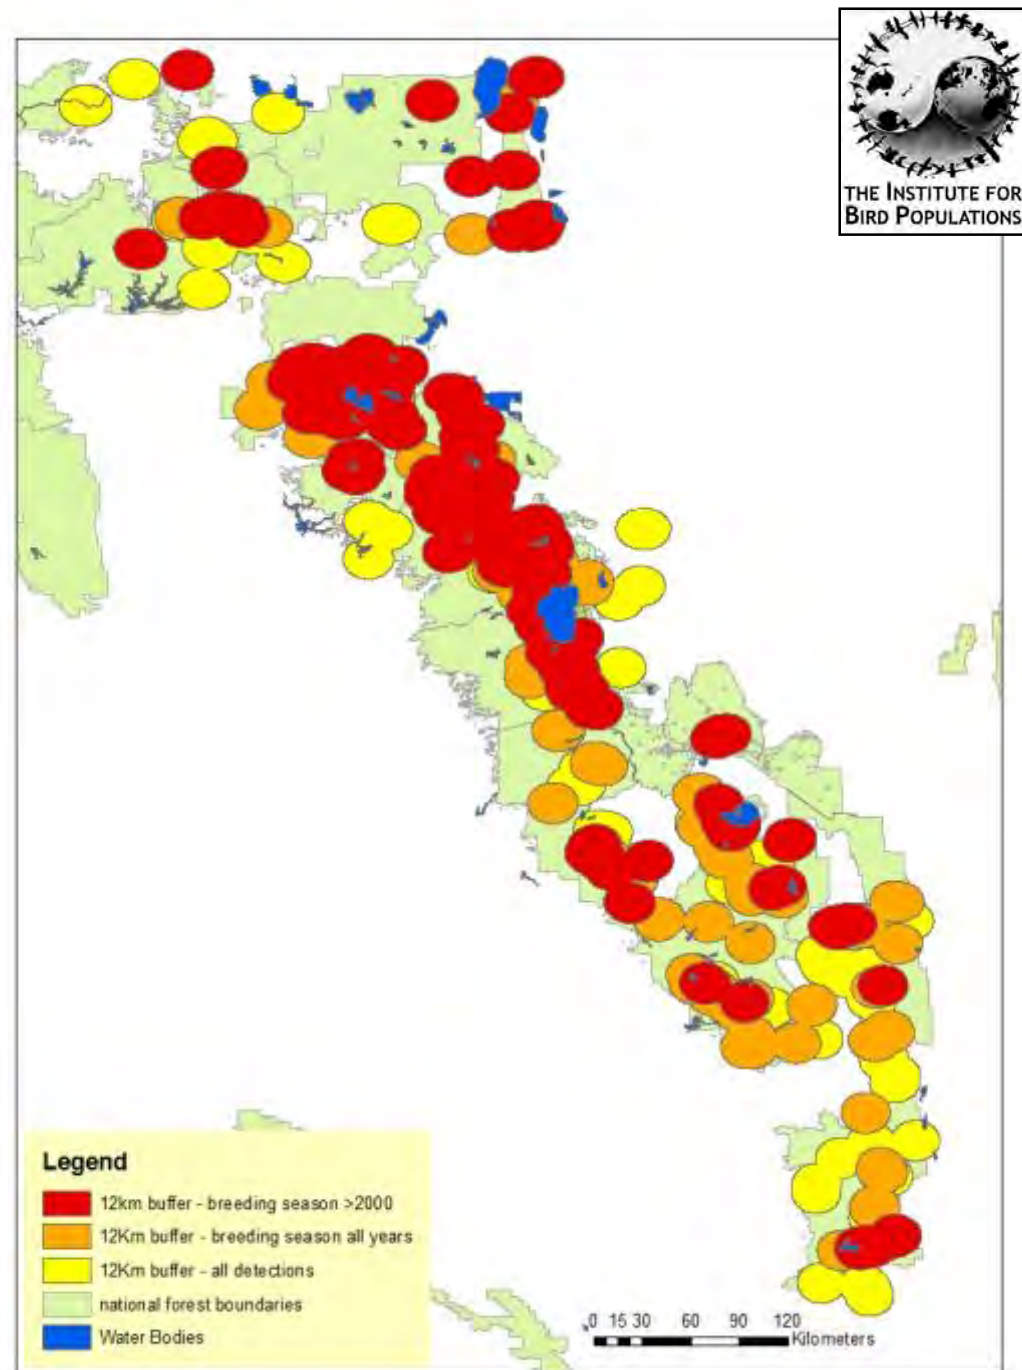 THE INSTITUTE FOR
BIRD POPULATIONS
Legend
12km buffer - breeding season >2000
12Km buffer - breeding season all years
12Km buffer - all detections
national forest boundaries
Water Bodies
0 15 30 60 90 120
Kilometers